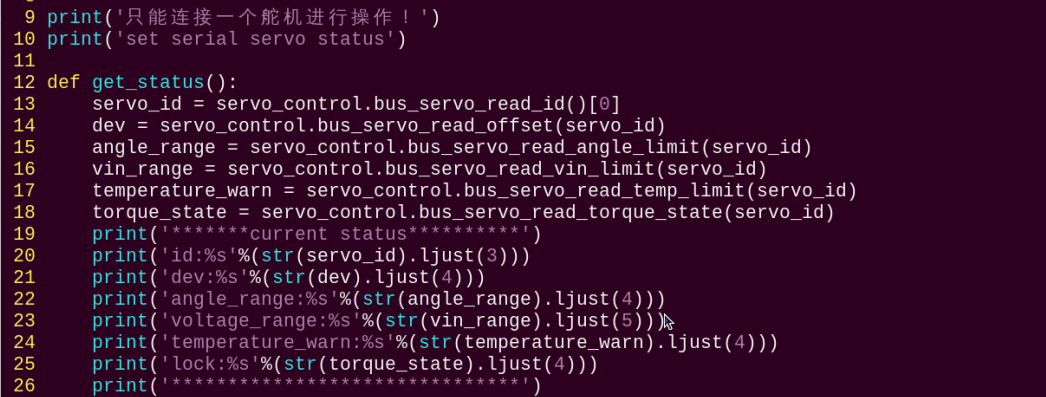 9 print('只能连接一个舵机进行操作！')
10 print('set serial servo status')
11
12 def get_status():
13     servo_id = servo_control.bus_servo_read_id()[0]
14     dev = servo_control.bus_servo_read_offset(servo_id)
15     angle_range = servo_control.bus_servo_read_angle_limit(servo_id)
16     vin_range = servo_control.bus_servo_read_vin_limit(servo_id)
17     temperature_warn = servo_control.bus_servo_read_temp_limit(servo_id)
18     torque_state = servo_control.bus_servo_read_torque_state(servo_id)
19     print('*******current status**********')
20     print('id:%s'%(str(servo_id).ljust(3)))
21     print('dev:%s'%(str(dev).ljust(4)))
22     print('angle_range:%s'%(str(angle_range).ljust(4)))
23     print('voltage_range:%s'%(str(vin_range).ljust(5)))
24     print('temperature_warn:%s'%(str(temperature_warn).ljust(4)))
25     print('lock:%s'%(str(torque_state).ljust(4)))
26     print('*******************************')